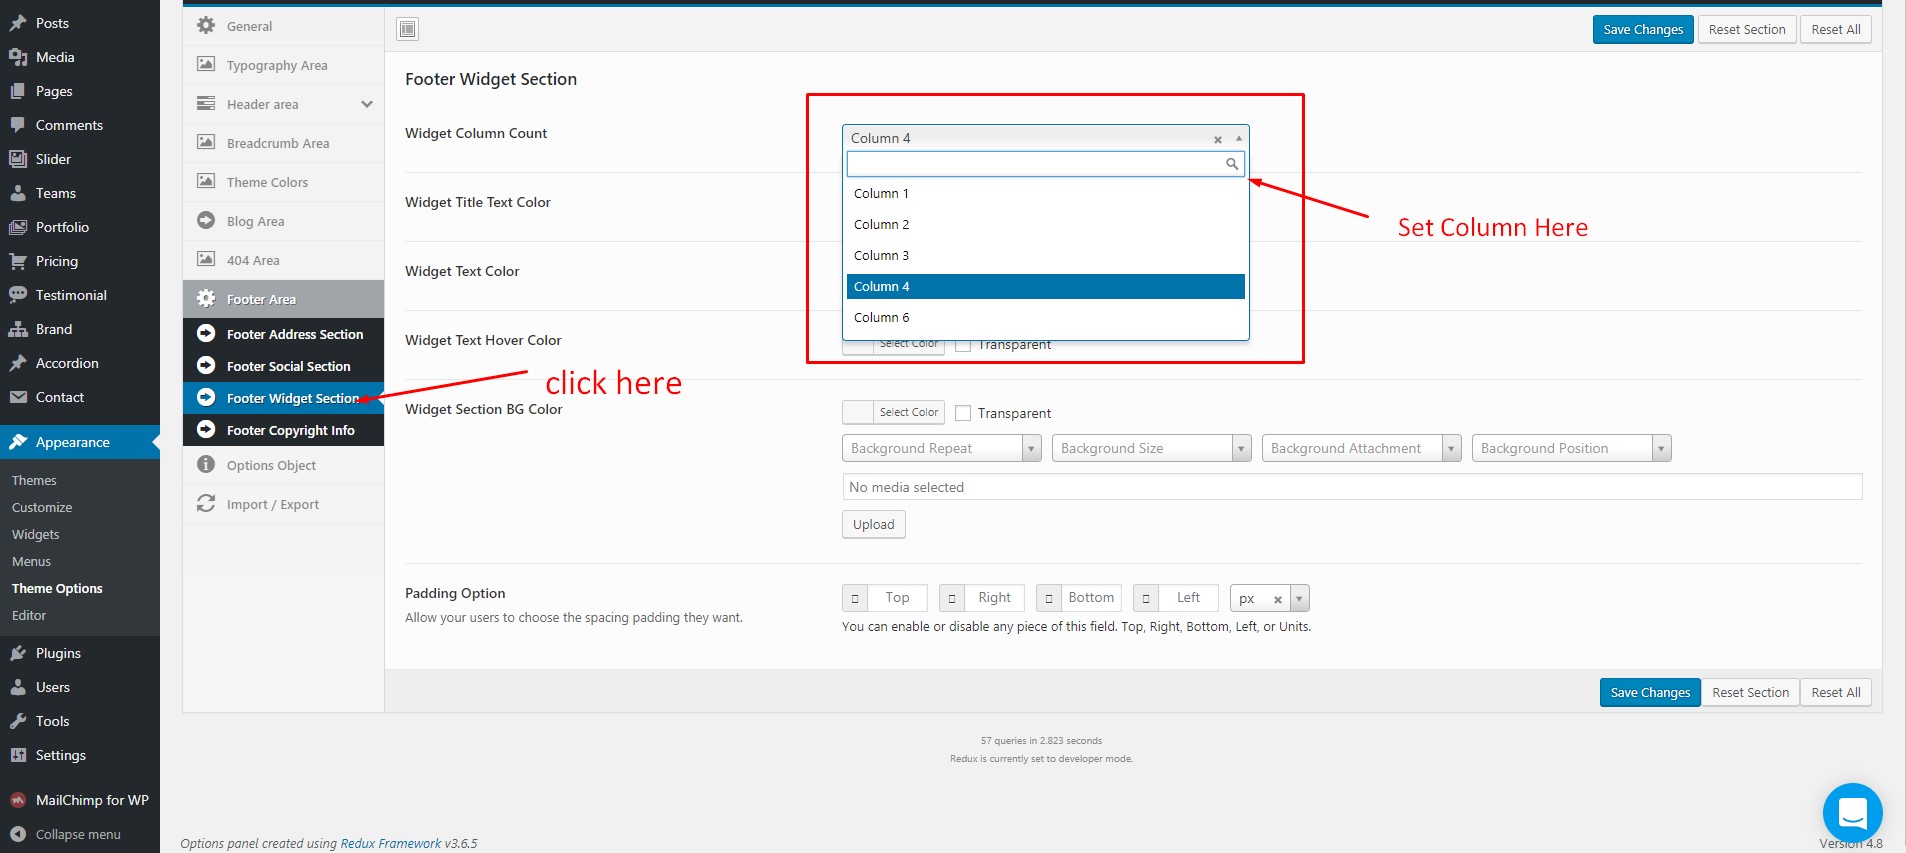 Posts
Media
Pages
Comments
Slider
Teams
Portfolio
Pricing
Testimonial
Brand
Accordion
Contact
Appearance
Themes
Customize
Widgets
Menus
Theme Options
Editor
Plugins
Users
Tools
Settings
MailChimp for WP
Collapse menu
General
Typography Area
Header area
Breadcrumb Area
Theme Colors
Blog Area
404 Area
Footer Area
Footer Address Section
Footer Social Section
Footer Widget Section
Footer Copyright Info
Options Object
Import / Export
Save Changes Reset Section Reset All
Footer Widget Section
Widget Column Count
Column 4
Column 1
Column 2
Column 3
Column 4
Column 6
Set Column Here
Widget Title Text Color
Widget Text Color
Widget Text Hover Color
Select Color Transparent
click here
Widget Section BG Color
Select Color Transparent
Background Repeat Background Size Background Attachment Background Position
No media selected
Upload
Padding Option
Allow your users to choose the spacing padding they want.
Top Right Bottom Left px
You can enable or disable any piece of this field. Top, Right, Bottom, Left, or Units.
Save Changes Reset Section Reset All
57 queries in 2.823 seconds
Redux is currently set to developer mode.
Options panel created using Redux Framework v3.6.5
Version 4.8